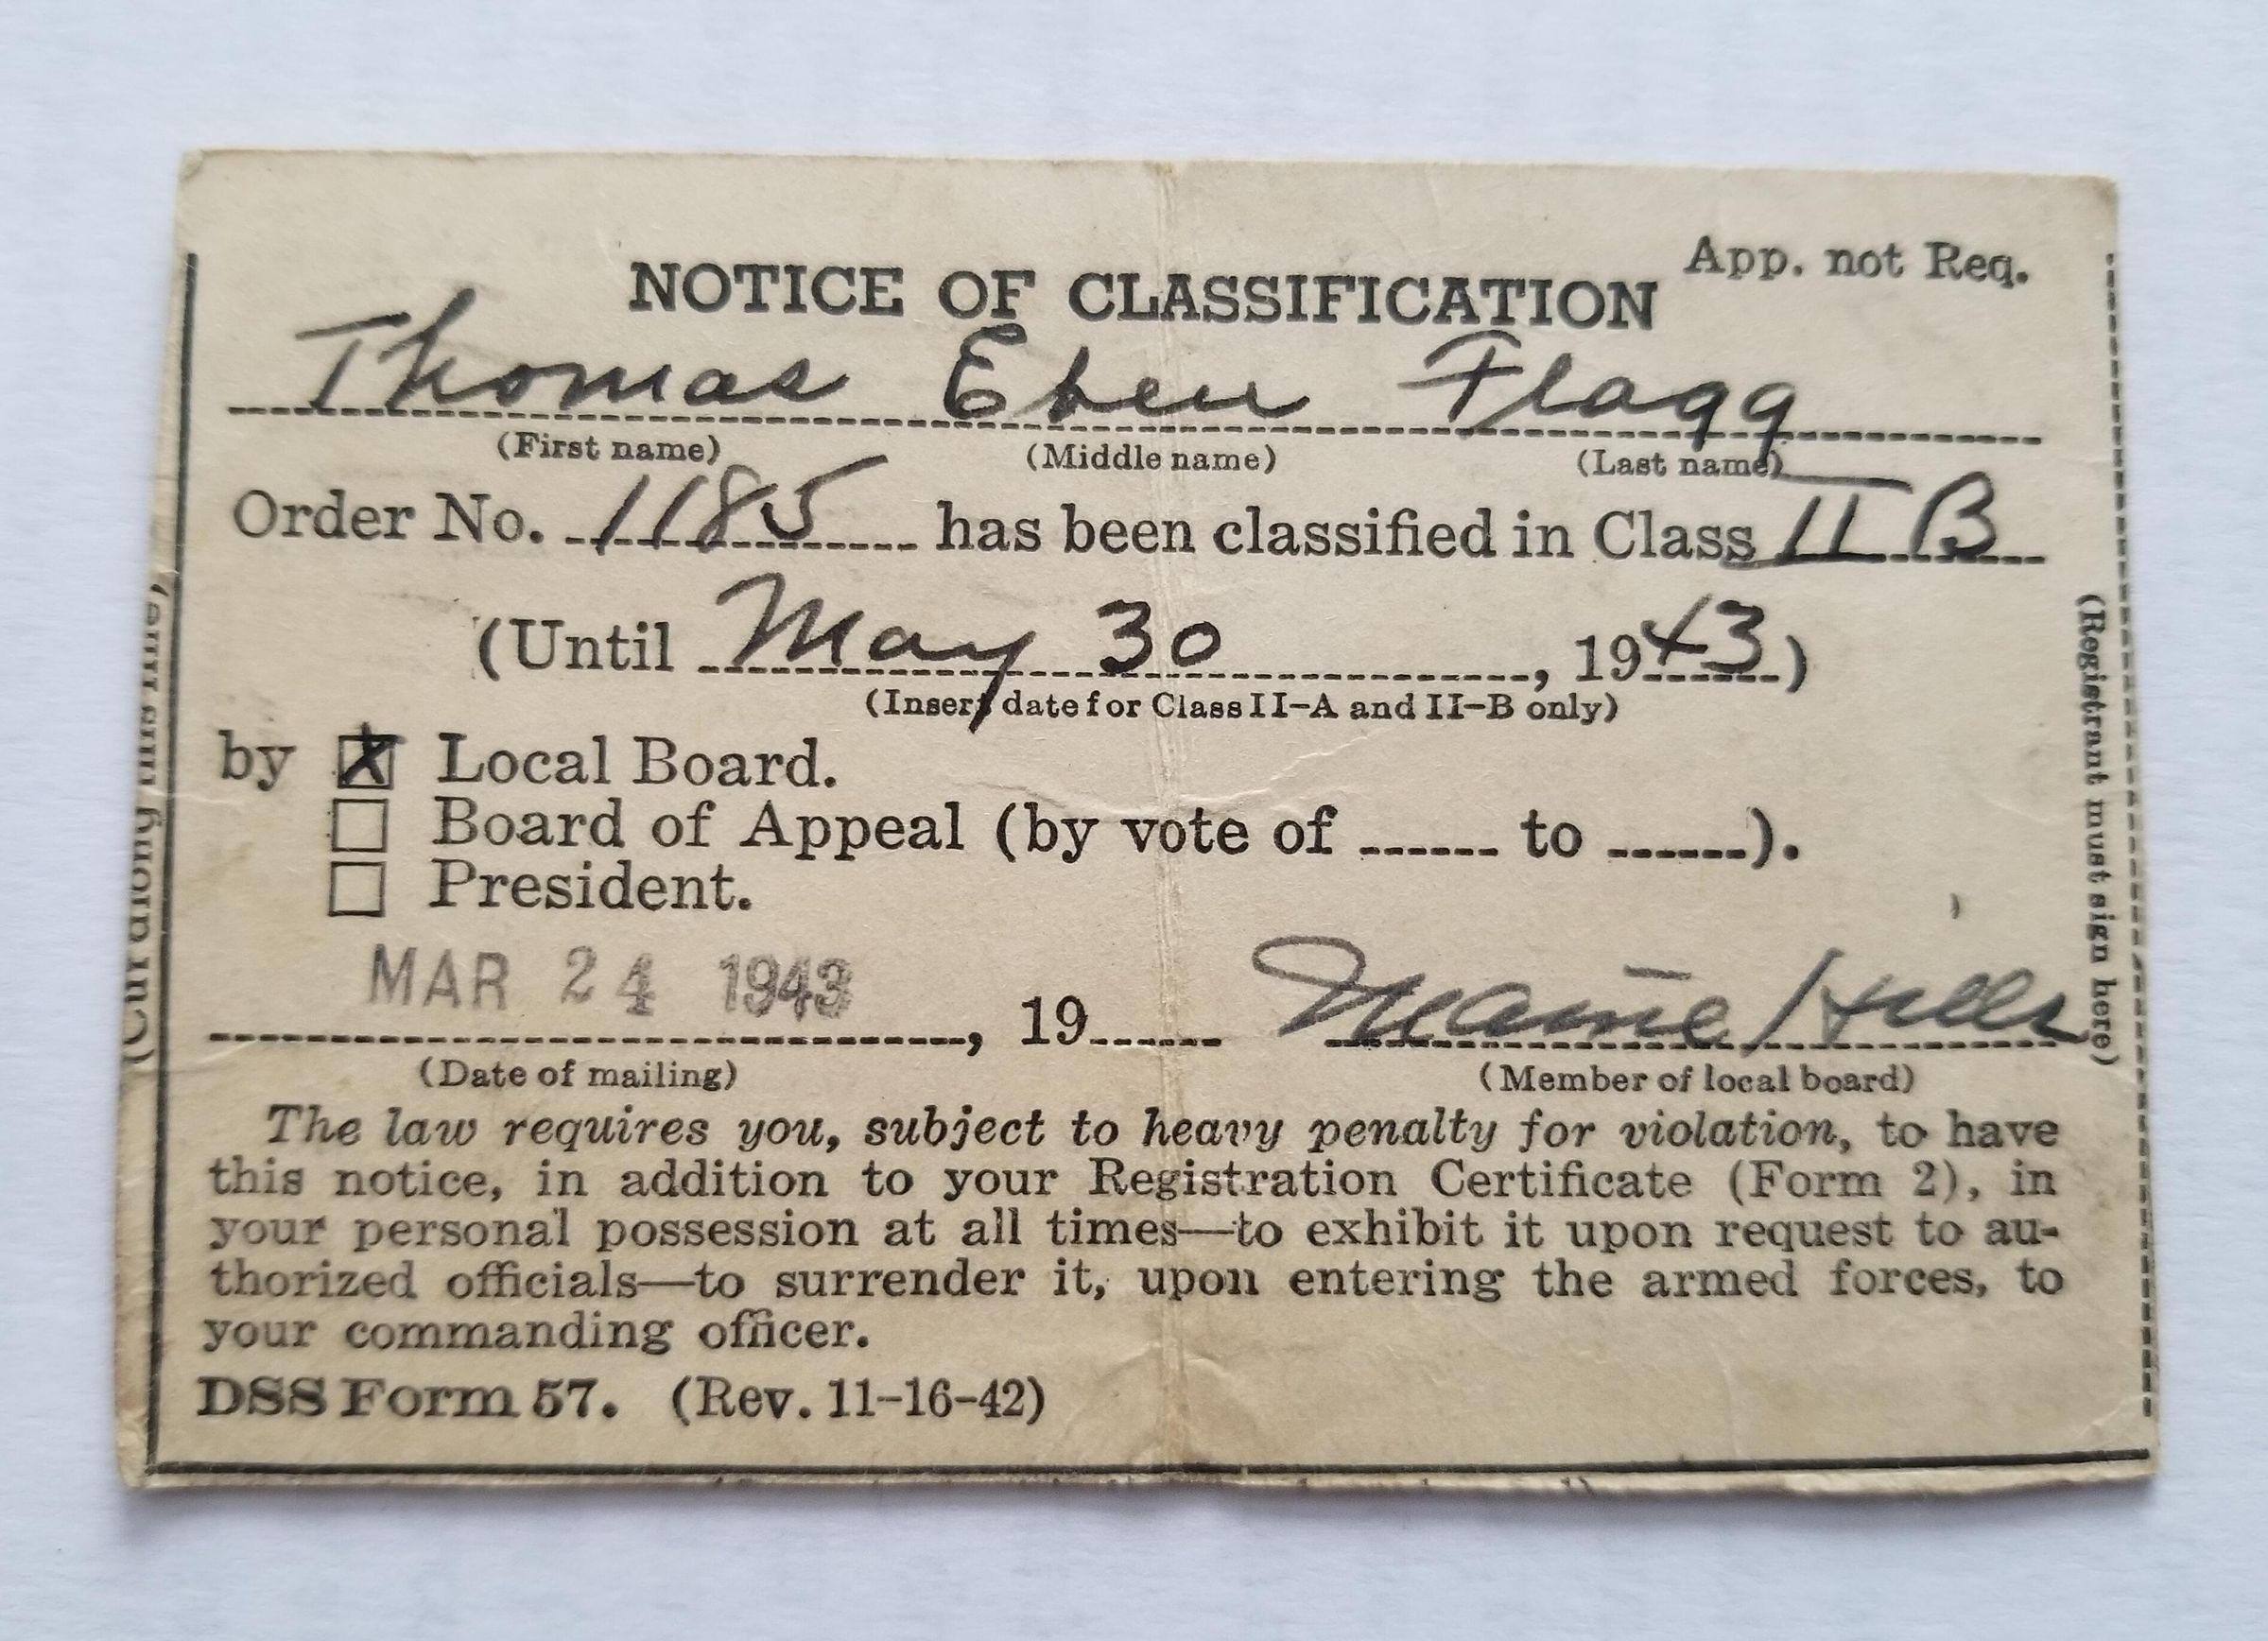 App. not Req.
NOTICE OF CLASSIFICATION
Thomas Eben Flagg
(First name) (Middle name) (Last name)
Order No. 1185 has been classified in Class II B
(Until May 30, 1943)
(Insert date for Class II–A and II–B only)
by ☒ Local Board.
☐ Board of Appeal (by vote of ...... to ......).
☐ President.
MAR 24 1943, 19...... Mamie Hills
(Date of mailing) (Member of local board)
The law requires you, subject to heavy penalty for violation, to have
this notice, in addition to your Registration Certificate (Form 2), in
your personal possession at all times—to exhibit it upon request to au-
thorized officials—to surrender it, upon entering the armed forces, to
your commanding officer.
DSS Form 57. (Rev. 11-16-42)
(Registrant must sign here)
(Cut along this line)